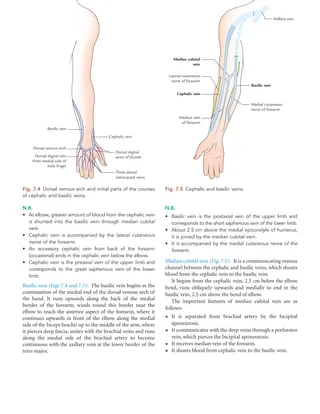 Axillary vein
Median cubital
vein
Lateral cutaneous
nerve of forearm
Cephalic vein
Basilic vein
Medial cutaneous
nerve of forearm
Median vein
of forearm
Basilic vein
Cephalic vein
Dorsal venous arch
Dorsal digital vein
from medial side of
little finger
Dorsal digital
veins of thumb
Three dorsal
metacarpal veins
Fig. 7.4 Dorsal venous arch and initial parts of the courses
of cephalic and basilic veins.
N.B.
• At elbow, greater amount of blood from the cephalic vein
is shunted into the basilic vein through median cubital
vein.
• Cephalic vein is accompanied by the lateral cutaneous
nerve of the forearm.
• An accessory cephalic vein from back of the forearm
(occasional) ends in the cephalic vein below the elbow.
• Cephalic vein is the preaxial vein of the upper limb and
corresponds to the great saphenous vein of the lower
limb.
Basilic vein (Figs 7.4 and 7.5): The basilic vein begins as the
continuation of the medial end of the dorsal venous arch of
the hand. It runs upwards along the back of the medial
border of the forearm, winds round this border near the
elbow to reach the anterior aspect of the forearm, where it
continues upwards in front of the elbow along the medial
side of the biceps brachii up to the middle of the arm, where
it pierces deep fascia, unites with the brachial veins and runs
along the medial side of the brachial artery to become
continuous with the axillary vein at the lower border of the
teres major.
Fig. 7.5 Cephalic and basilic veins.
N.B.
• Basilic vein is the postaxial vein of the upper limb and
corresponds to the short saphenous vein of the lower limb.
• About 2.5 cm above the medial epicondyle of humerus,
it is joined by the median cubital vein.
• It is accompanied by the medial cutaneous nerve of the
forearm.
Median cubital vein (Fig. 7.5): It is a communicating venous
channel between the cephalic and basilic veins, which shunts
blood from the cephalic vein to the basilic vein.
It begins from the cephalic vein, 2.5 cm below the elbow
bend, runs obliquely upwards and medially to end in the
basilic vein, 2.5 cm above the bend of elbow.
The important features of median cubital vein are as
follows:
• It is separated from brachial artery by the bicipital
aponeurosis.
• It communicates with the deep veins through a perforator
vein, which pierces the bicipital aponeurosis.
• It receives median vein of forearm.
• It shunts blood from cephalic vein to the basilic vein.